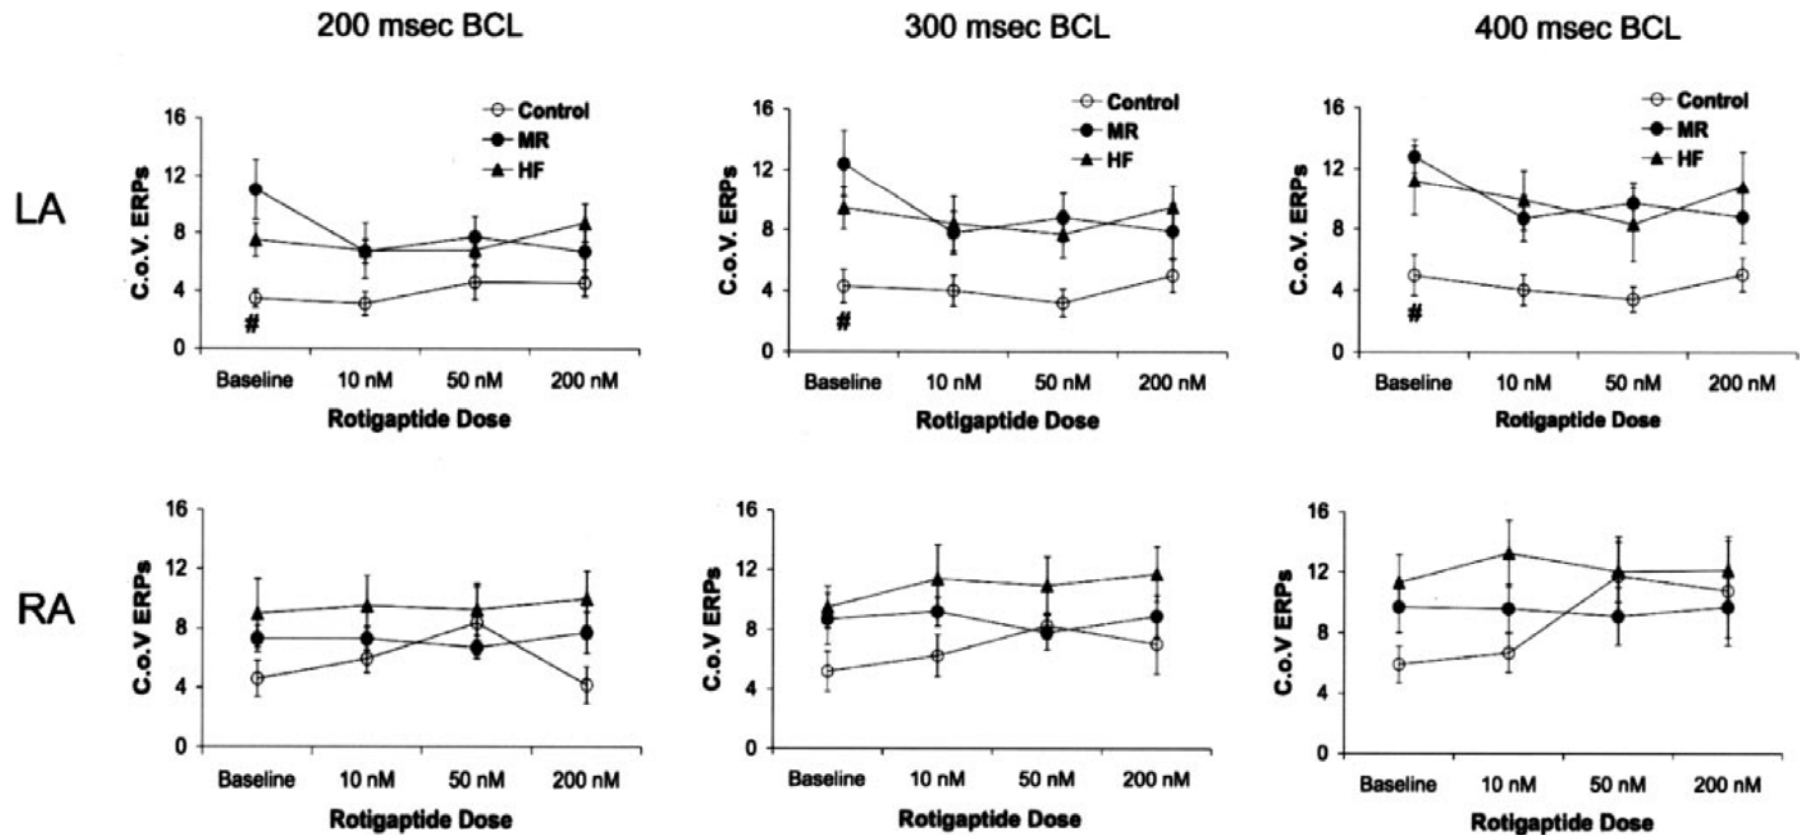 200 msec BCL
300 msec BCL
400 msec BCL
LA
C.o.V. ERPs
16
12
8
4
0
Control
MR
HF
#
Baseline 10 nM 50 nM 200 nM
Rotigaptide Dose
C.o.V. ERPs
16
12
8
4
0
Control
MR
HF
#
Baseline 10 nM 50 nM 200 nM
Rotigaptide Dose
C.o.V. ERPs
16
12
8
4
0
Control
MR
HF
#
Baseline 10 nM 50 nM 200 nM
Rotigaptide Dose
RA
C.o.V ERPs
16
12
8
4
0
Baseline 10 nM 50 nM 200 nM
Rotigaptide Dose
C.o.V ERPs
16
12
8
4
0
Baseline 10 nM 50 nM 200 nM
Rotigaptide Dose
C.o.V ERPs
16
12
8
4
0
Baseline 10 nM 50 nM 200 nM
Rotigaptide Dose